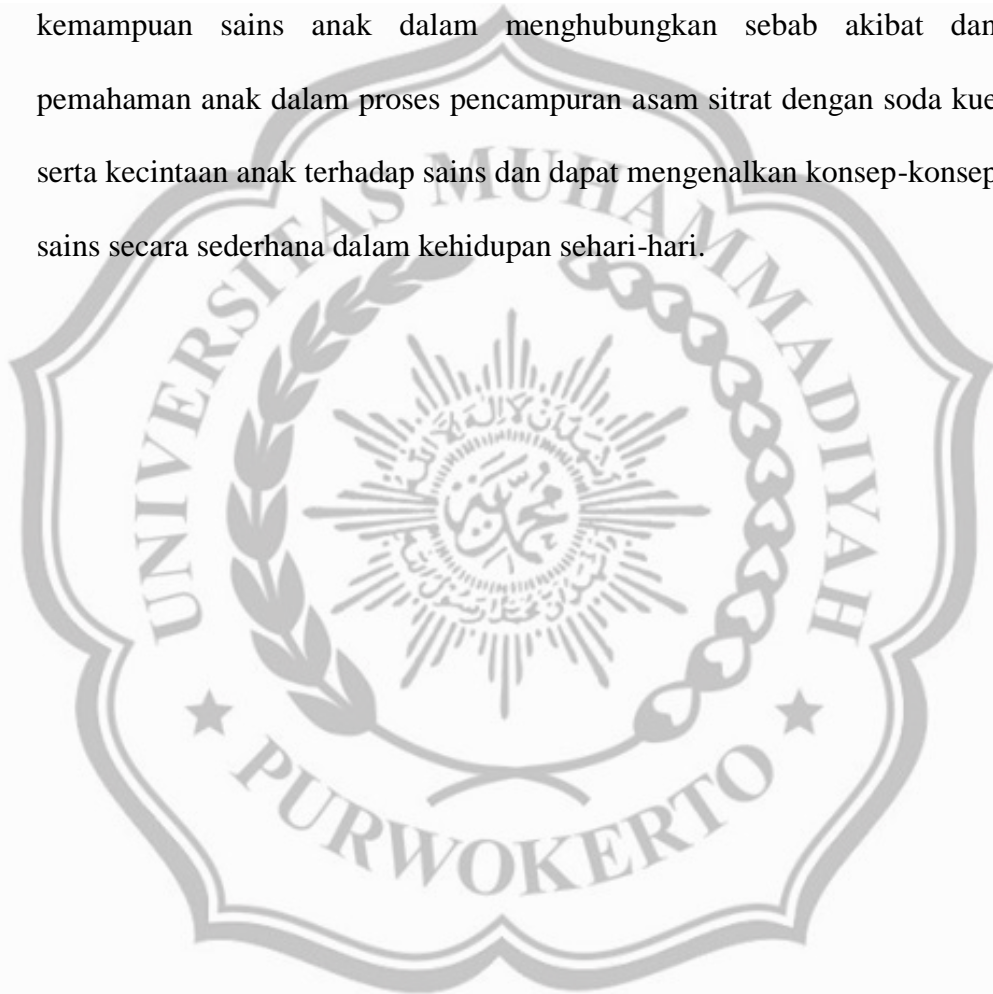 kemampuan sains anak dalam menghubungkan sebab akibat dan
pemahaman anak dalam proses pencampuran asam sitrat dengan soda kue
serta kecintaan anak terhadap sains dan dapat mengenalkan konsep-konsep
sains secara sederhana dalam kehidupan sehari-hari.
UNIVERSITAS MUHAMMADIYAH
PURWOKERTO